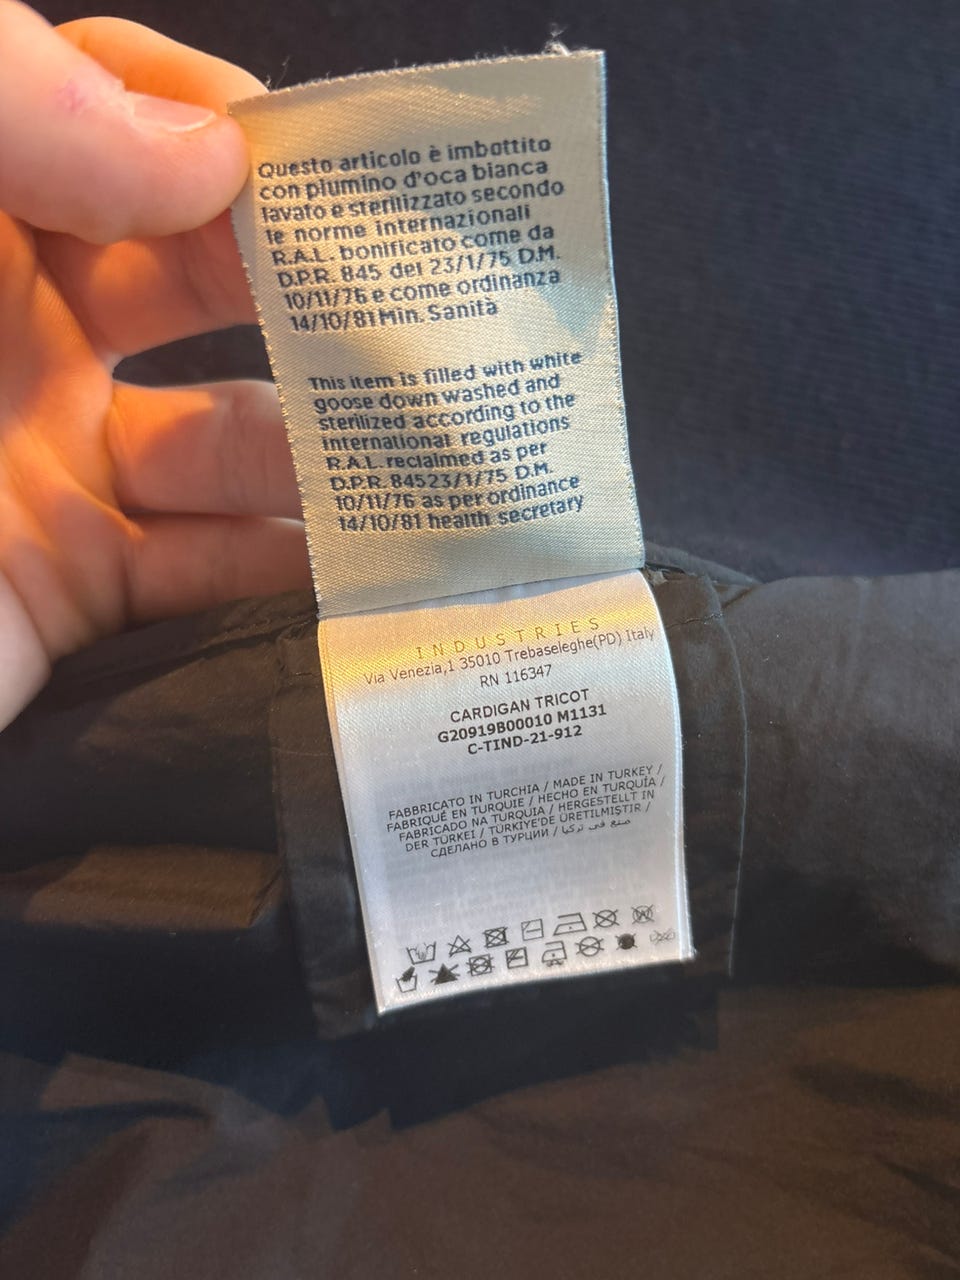 Questo articolo è imbottito
con piumino d'oca bianca
lavato e sterilizzato secondo
le norme internazionali
R.A.L. bonificato come da
D.P.R. 845 del 23/1/75 D.M.
10/11/76 e come ordinanza
14/10/81 Min. Sanità
This item is filled with white
goose down washed and
sterilized according to the
international regulations
R.A.L. reclaimed as per
D.P.R. 84523/1/75 D.M.
10/11/76 as per ordinance
14/10/81 health secretary
INDUSTRIES
Via Venezia,1 35010 Trebaseleghe(PD) Italy
RN 116347
CARDIGAN TRICOT
G20919B00010 M1131
C-TIND-21-912
FABBRICATO IN TURCHIA / MADE IN TURKEY /
FABRIQUÉ EN TURQUIE / HECHO EN TURQUÍA /
FABRICADO NA TURQUIA / HERGESTELLT IN
DER TÜRKEI / TÜRKİYE'DE ÜRETILMIŞTIR /
СДЕЛАНО В ТУРЦИИ / صنع في تركيا